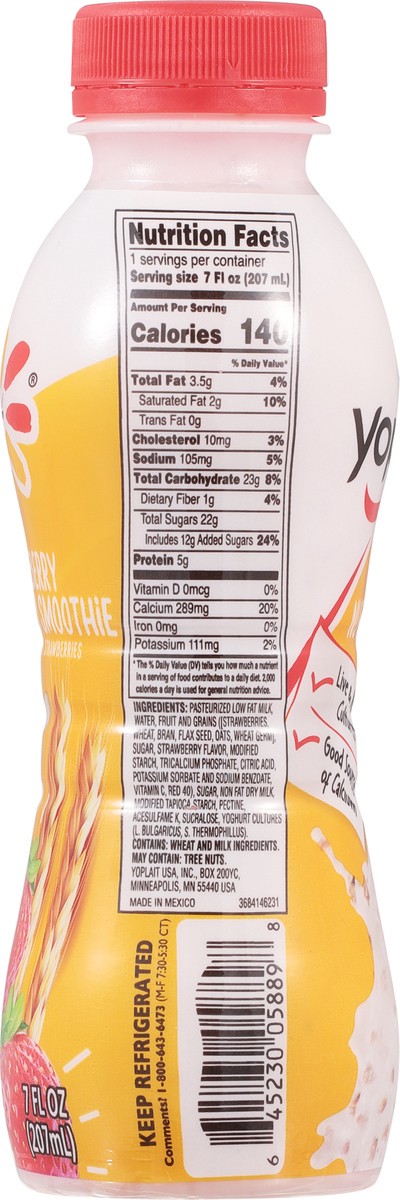 Nutrition Facts
1 servings per container
Serving size 7 Fl oz (207 mL)
Amount Per Serving
Calories 140
% Daily Value*
Total Fat 3.5g 4%
Saturated Fat 2g 10%
Trans Fat 0g
Cholesterol 10mg 3%
Sodium 105mg 5%
Total Carbohydrate 23g 8%
Dietary Fiber 1g 4%
Total Sugars 22g
Includes 12g Added Sugars 24%
Protein 5g
Vitamin D 0mcg 0%
Calcium 289mg 20%
Iron 0mg 0%
Potassium 111mg 2%
*The % Daily Value (DV) tells you how much a nutrient
in a serving of food contributes to a daily diet. 2,000
calories a day is used for general nutrition advice.
INGREDIENTS: PASTEURIZED LOW FAT MILK,
WATER, FRUIT AND GRAINS ([STRAWBERRIES,
WHEAT, BRAN, FLAX SEED, OATS, WHEAT GERM],
SUGAR, STRAWBERRY FLAVOR, MODIFIED
STARCH, TRICALCIUM PHOSPHATE, CITRIC ACID,
POTASSIUM SORBATE AND SODIUM BENZOATE,
VITAMIN C, RED 40), SUGAR, NON FAT DRY MILK,
MODIFIED TAPIOCA STARCH, PECTINE,
ACESULFAME K, SUCRALOSE, YOGHURT CULTURES
(L. BULGARICUS, S. THERMOPHILLUS).
CONTAINS: WHEAT AND MILK INGREDIENTS.
MAY CONTAIN: TREE NUTS.
YOPLAIT USA, INC., BOX 200YC,
MINNEAPOLIS, MN 55440 USA
MADE IN MEXICO 3684146231
KEEP REFRIGERATED
Comments? 1-800-643-6473 (M-F 7:30-5:30 CT)
6 45230 05889 8
®
ERRY
SMOOTHIE
STRAWBERRIES
7 FL OZ
(207mL)
Yop
Live &
Good Source
of Calcium